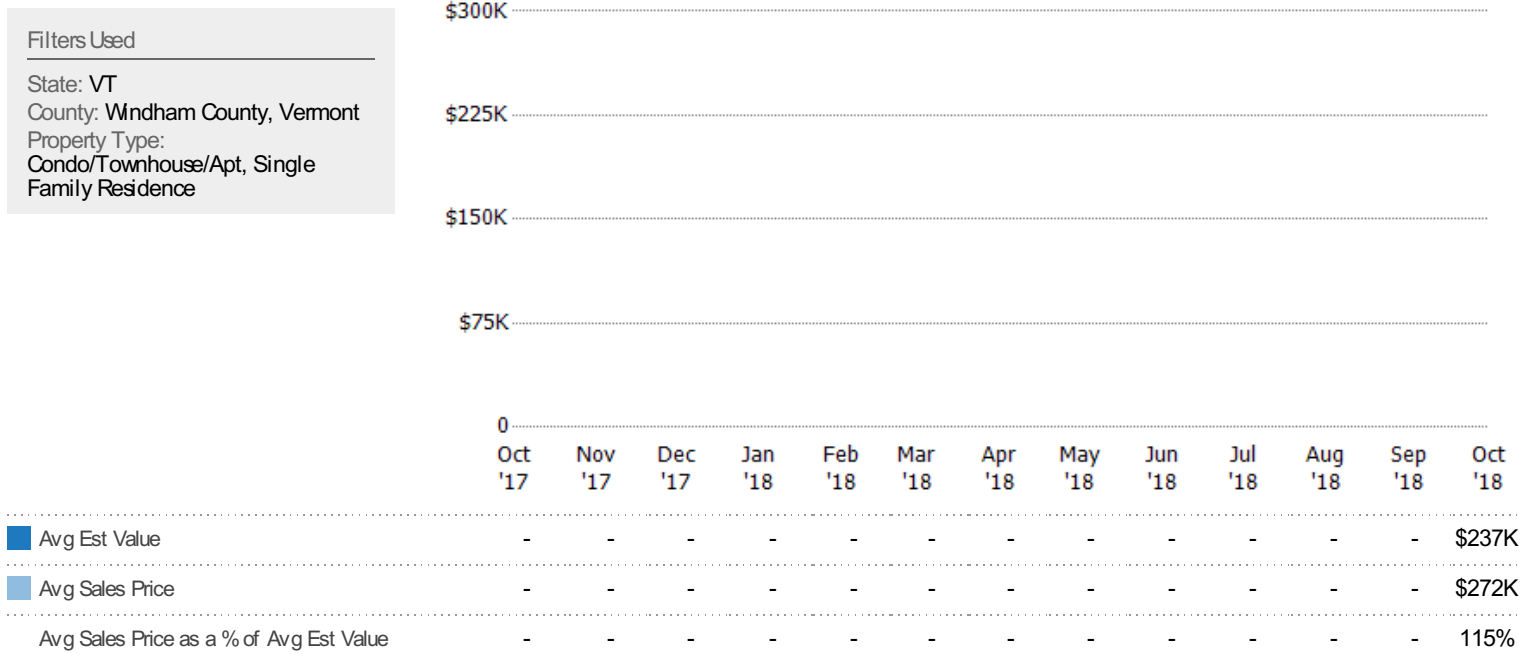 Filters Used
State: VT
County: Windham County, Vermont
Property Type:
Condo/Townhouse/Apt, Single
Family Residence
$300K
$225K
$150K
$75K
0
Oct Nov Dec Jan Feb Mar Apr May Jun Jul Aug Sep Oct
'17 '17 '17 '18 '18 '18 '18 '18 '18 '18 '18 '18 '18
Avg Est Value - - - - - - - - - - - - $237K
Avg Sales Price - - - - - - - - - - - - $272K
Avg Sales Price as a % of Avg Est Value - - - - - - - - - - - - 115%